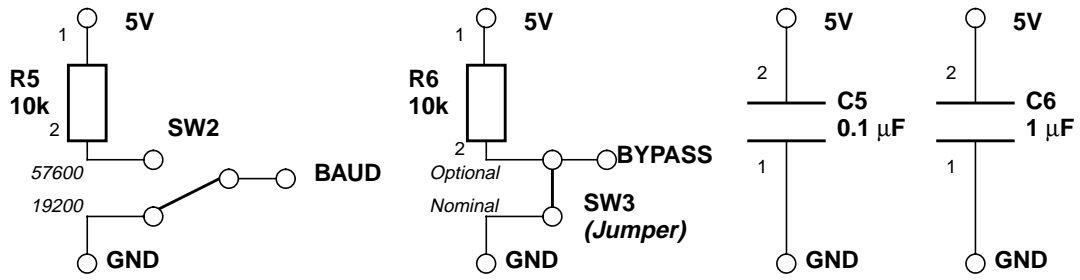 5V
1
R5
10k
2
SW2
57600
19200
BAUD
GND
5V
1
R6
10k
2
Optional
BYPASS
Nominal
SW3
(Jumper)
GND
5V
2
C5
0.1 μF
1
GND
5V
2
C6
1 μF
1
GND